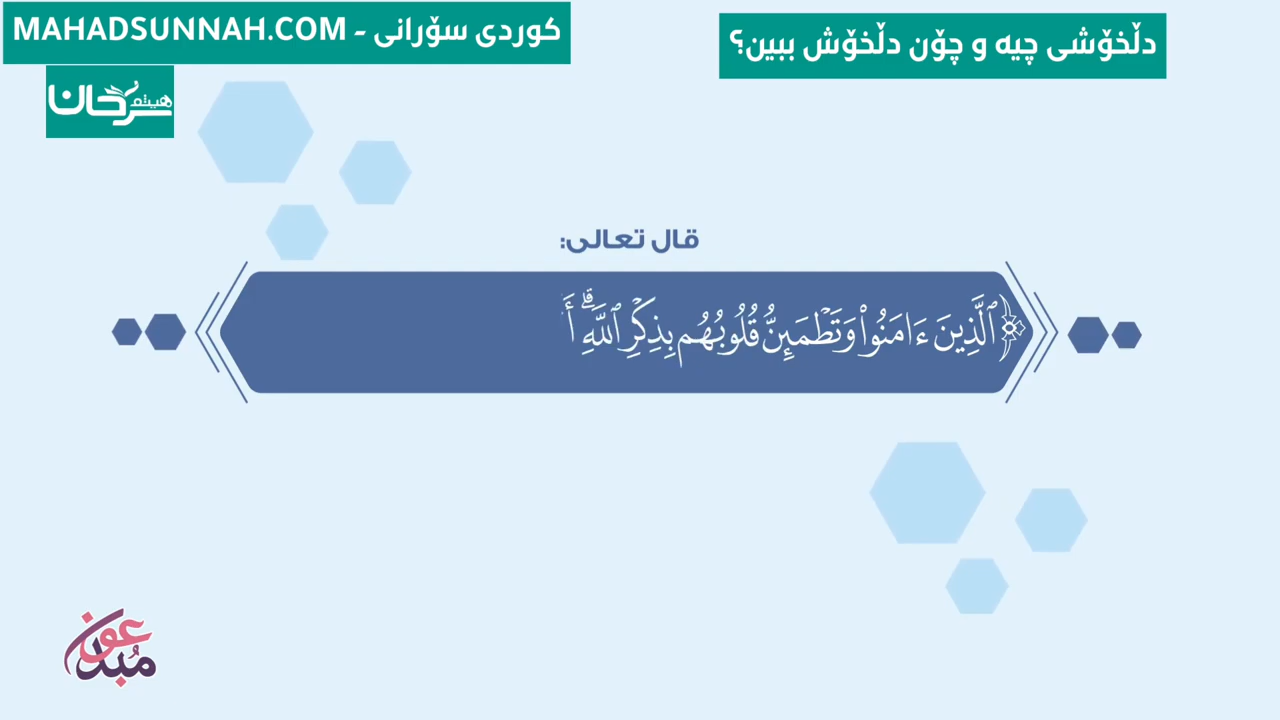 کوردی سۆرانی - MAHADSUNNAH.COM
دڵخۆشی چیە و چۆن دڵخۆش ببین؟
هيثم سرحان
قال تعالى:
﴿ٱلَّذِينَ ءَامَنُوا۟ وَتَطْمَئِنُّ قُلُوبُهُم بِذِكْرِ ٱللَّهِ ۗ أَ
مبدعون